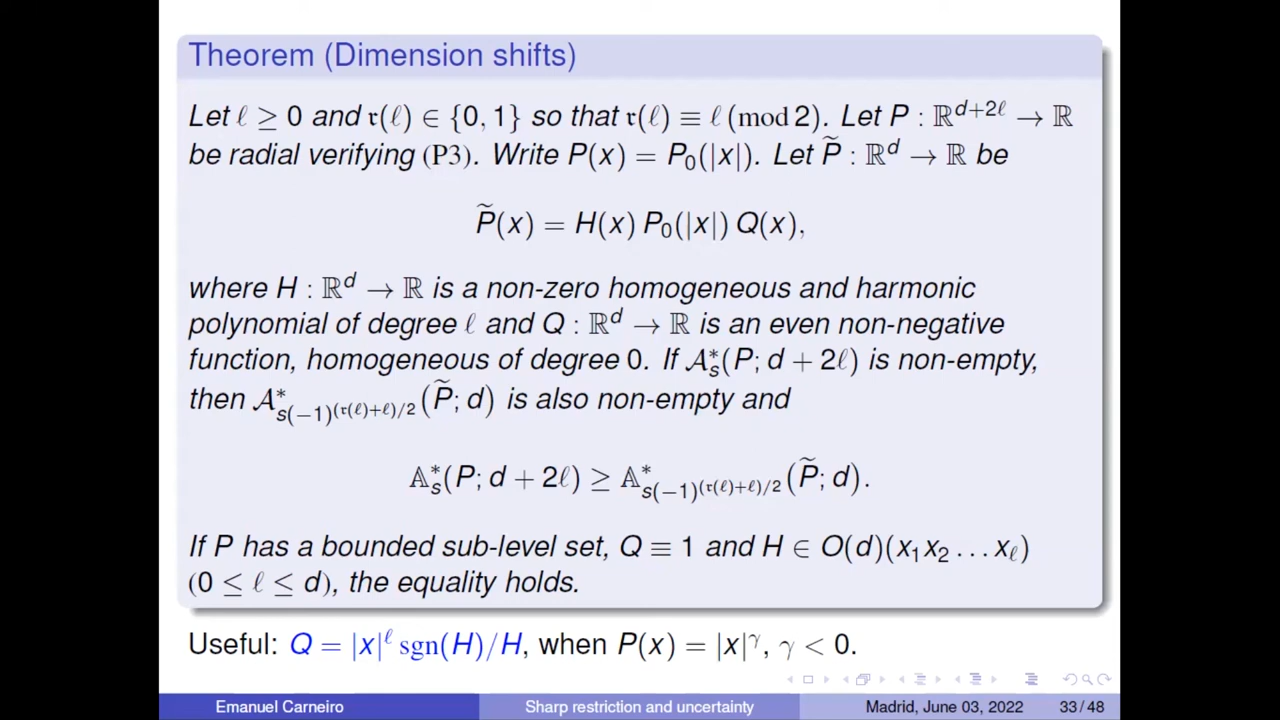 Theorem (Dimension shifts)
Let ℓ ≥ 0 and 𝔯(ℓ) ∈ {0, 1} so that 𝔯(ℓ) ≡ ℓ (mod 2). Let P : ℝ^{d+2ℓ} → ℝ
be radial verifying (P3). Write P(x) = P₀(|x|). Let P̃ : ℝ^d → ℝ be
P̃(x) = H(x) P₀(|x|) Q(x),
where H : ℝ^d → ℝ is a non-zero homogeneous and harmonic
polynomial of degree ℓ and Q : ℝ^d → ℝ is an even non-negative
function, homogeneous of degree 0. If 𝒜*_s(P; d + 2ℓ) is non-empty,
then 𝒜*_{s(−1)^{(𝔯(ℓ)+ℓ)/2}}(P̃; d) is also non-empty and
𝔸*_s(P; d + 2ℓ) ≥ 𝔸*_{s(−1)^{(𝔯(ℓ)+ℓ)/2}}(P̃; d).
If P has a bounded sub-level set, Q ≡ 1 and H ∈ O(d)(x₁x₂ … x_ℓ)
(0 ≤ ℓ ≤ d), the equality holds.
Useful: Q = |x|^ℓ sgn(H)/H, when P(x) = |x|^γ, γ < 0.
Emanuel Carneiro Sharp restriction and uncertainty Madrid, June 03, 2022 33 / 48